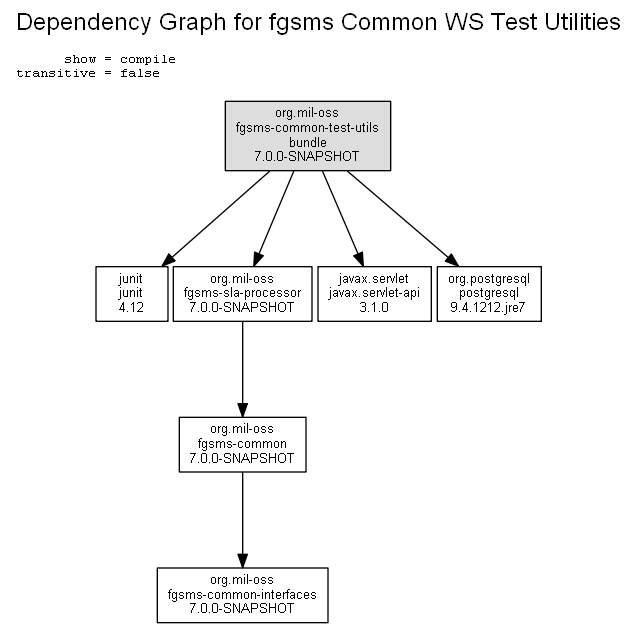 Dependency Graph for fgsms Common WS Test Utilities
show = compile
transitive = false
org.mil-oss
fgsms-common-test-utils
bundle
7.0.0-SNAPSHOT
junit
junit
4.12
org.mil-oss
fgsms-sla-processor
7.0.0-SNAPSHOT
javax.servlet
javax.servlet-api
3.1.0
org.postgresql
postgresql
9.4.1212.jre7
org.mil-oss
fgsms-common
7.0.0-SNAPSHOT
org.mil-oss
fgsms-common-interfaces
7.0.0-SNAPSHOT